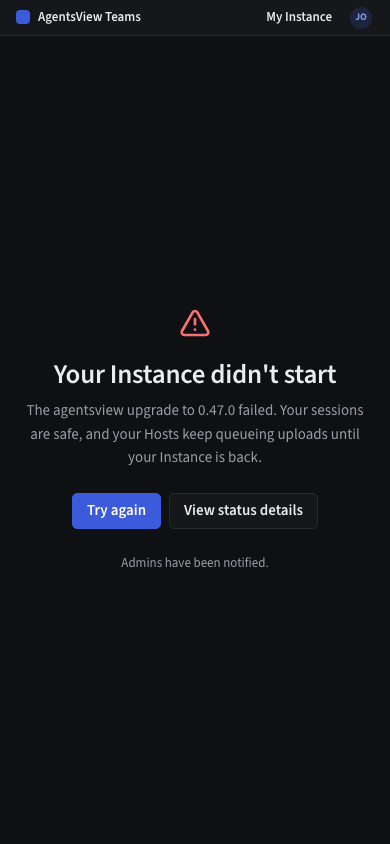 AgentsView Teams
My Instance
JO
Your Instance didn't start
The agentsview upgrade to 0.47.0 failed. Your sessions
are safe, and your Hosts keep queueing uploads until
your Instance is back.
Try again
View status details
Admins have been notified.